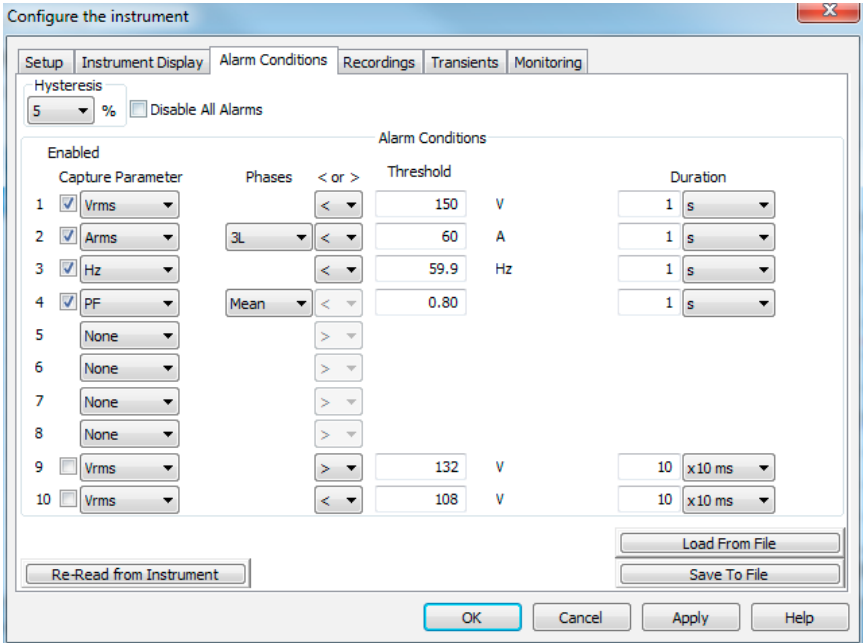 Configure the instrument
Setup Instrument Display Alarm Conditions Recordings Transients Monitoring
Hysteresis
5 % Disable All Alarms
Alarm Conditions
Enabled
Capture Parameter Phases < or > Threshold Duration
1 Vrms < 150 V 1 s
2 Arms 3L < 60 A 1 s
3 Hz < 59.9 Hz 1 s
4 PF Mean < 0.80 1 s
5 None >
6 None >
7 None >
8 None >
9 Vrms > 132 V 10 x10 ms
10 Vrms < 108 V 10 x10 ms
Load From File
Re-Read from Instrument Save To File
OK Cancel Apply Help